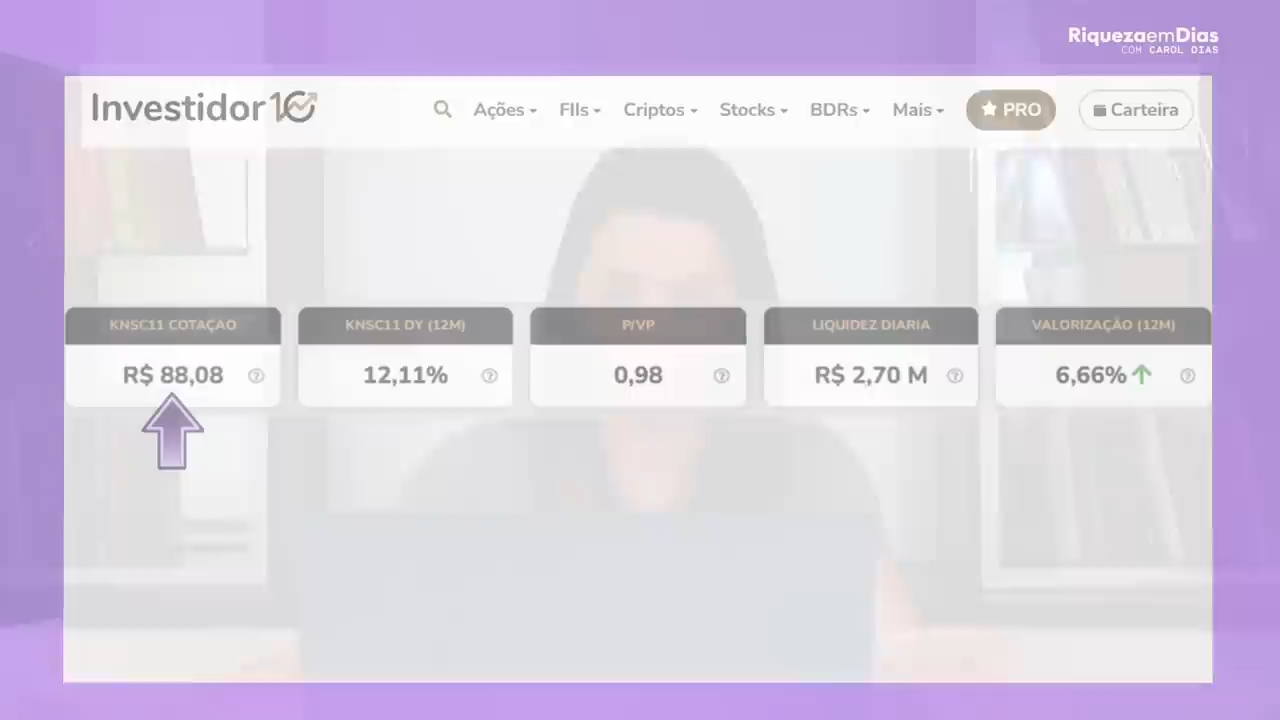 RiquezaemDias
COM CAROL DIAS
Investidor10
Ações
FIIs
Criptos
Stocks
BDRs
Mais
PRO
Carteira
KNSC11 COTAÇÃO
KNSC11 DY (12M)
P/VP
LIQUIDEZ DIÁRIA
VALORIZAÇÃO (12M)
R$ 88,08
12,11%
0,98
R$ 2,70 M
6,66%